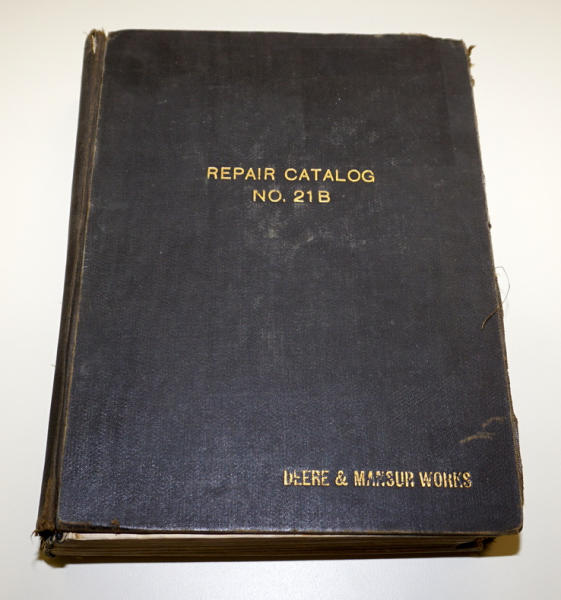 REPAIR CATALOG
NO. 21B
DEERE & MANSUR WORKS